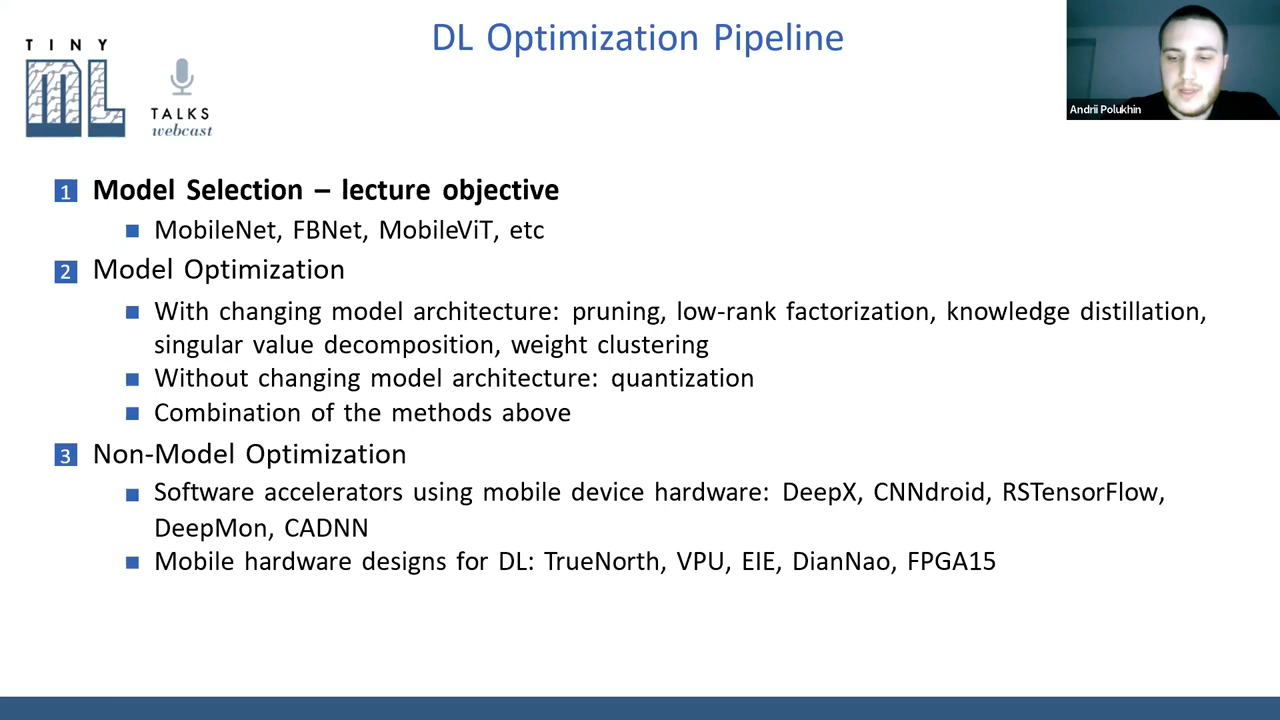 DL Optimization Pipeline
TINY
ML
TALKS
webcast
Andrii Polukhin
1 Model Selection – lecture objective
MobileNet, FBNet, MobileViT, etc
2 Model Optimization
With changing model architecture: pruning, low-rank factorization, knowledge distillation,
singular value decomposition, weight clustering
Without changing model architecture: quantization
Combination of the methods above
3 Non-Model Optimization
Software accelerators using mobile device hardware: DeepX, CNNdroid, RSTensorFlow,
DeepMon, CADNN
Mobile hardware designs for DL: TrueNorth, VPU, EIE, DianNao, FPGA15